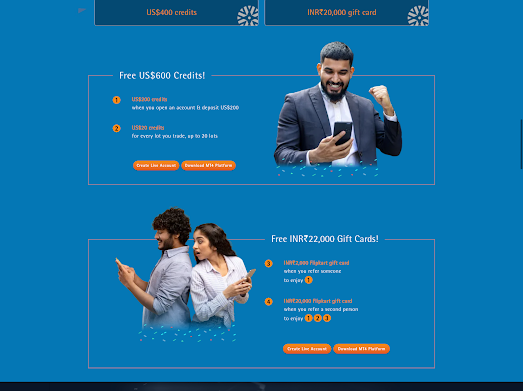 US$400 credits
INR₹20,000 gift card
Free US$600 Credits!
1 US$200 credits
when you open an account & deposit US$200
2 US$20 credits
for every lot you trade, up to 20 lots
Create Live Account Download MT4 Platform
Free INR₹22,000 Gift Cards!
3 INR₹2,000 Flipkart gift card
when you refer someone
to enjoy 1
4 INR₹20,000 Flipkart gift card
when you refer a second person
to enjoy 1 2 3
Create Live Account Download MT4 Platform